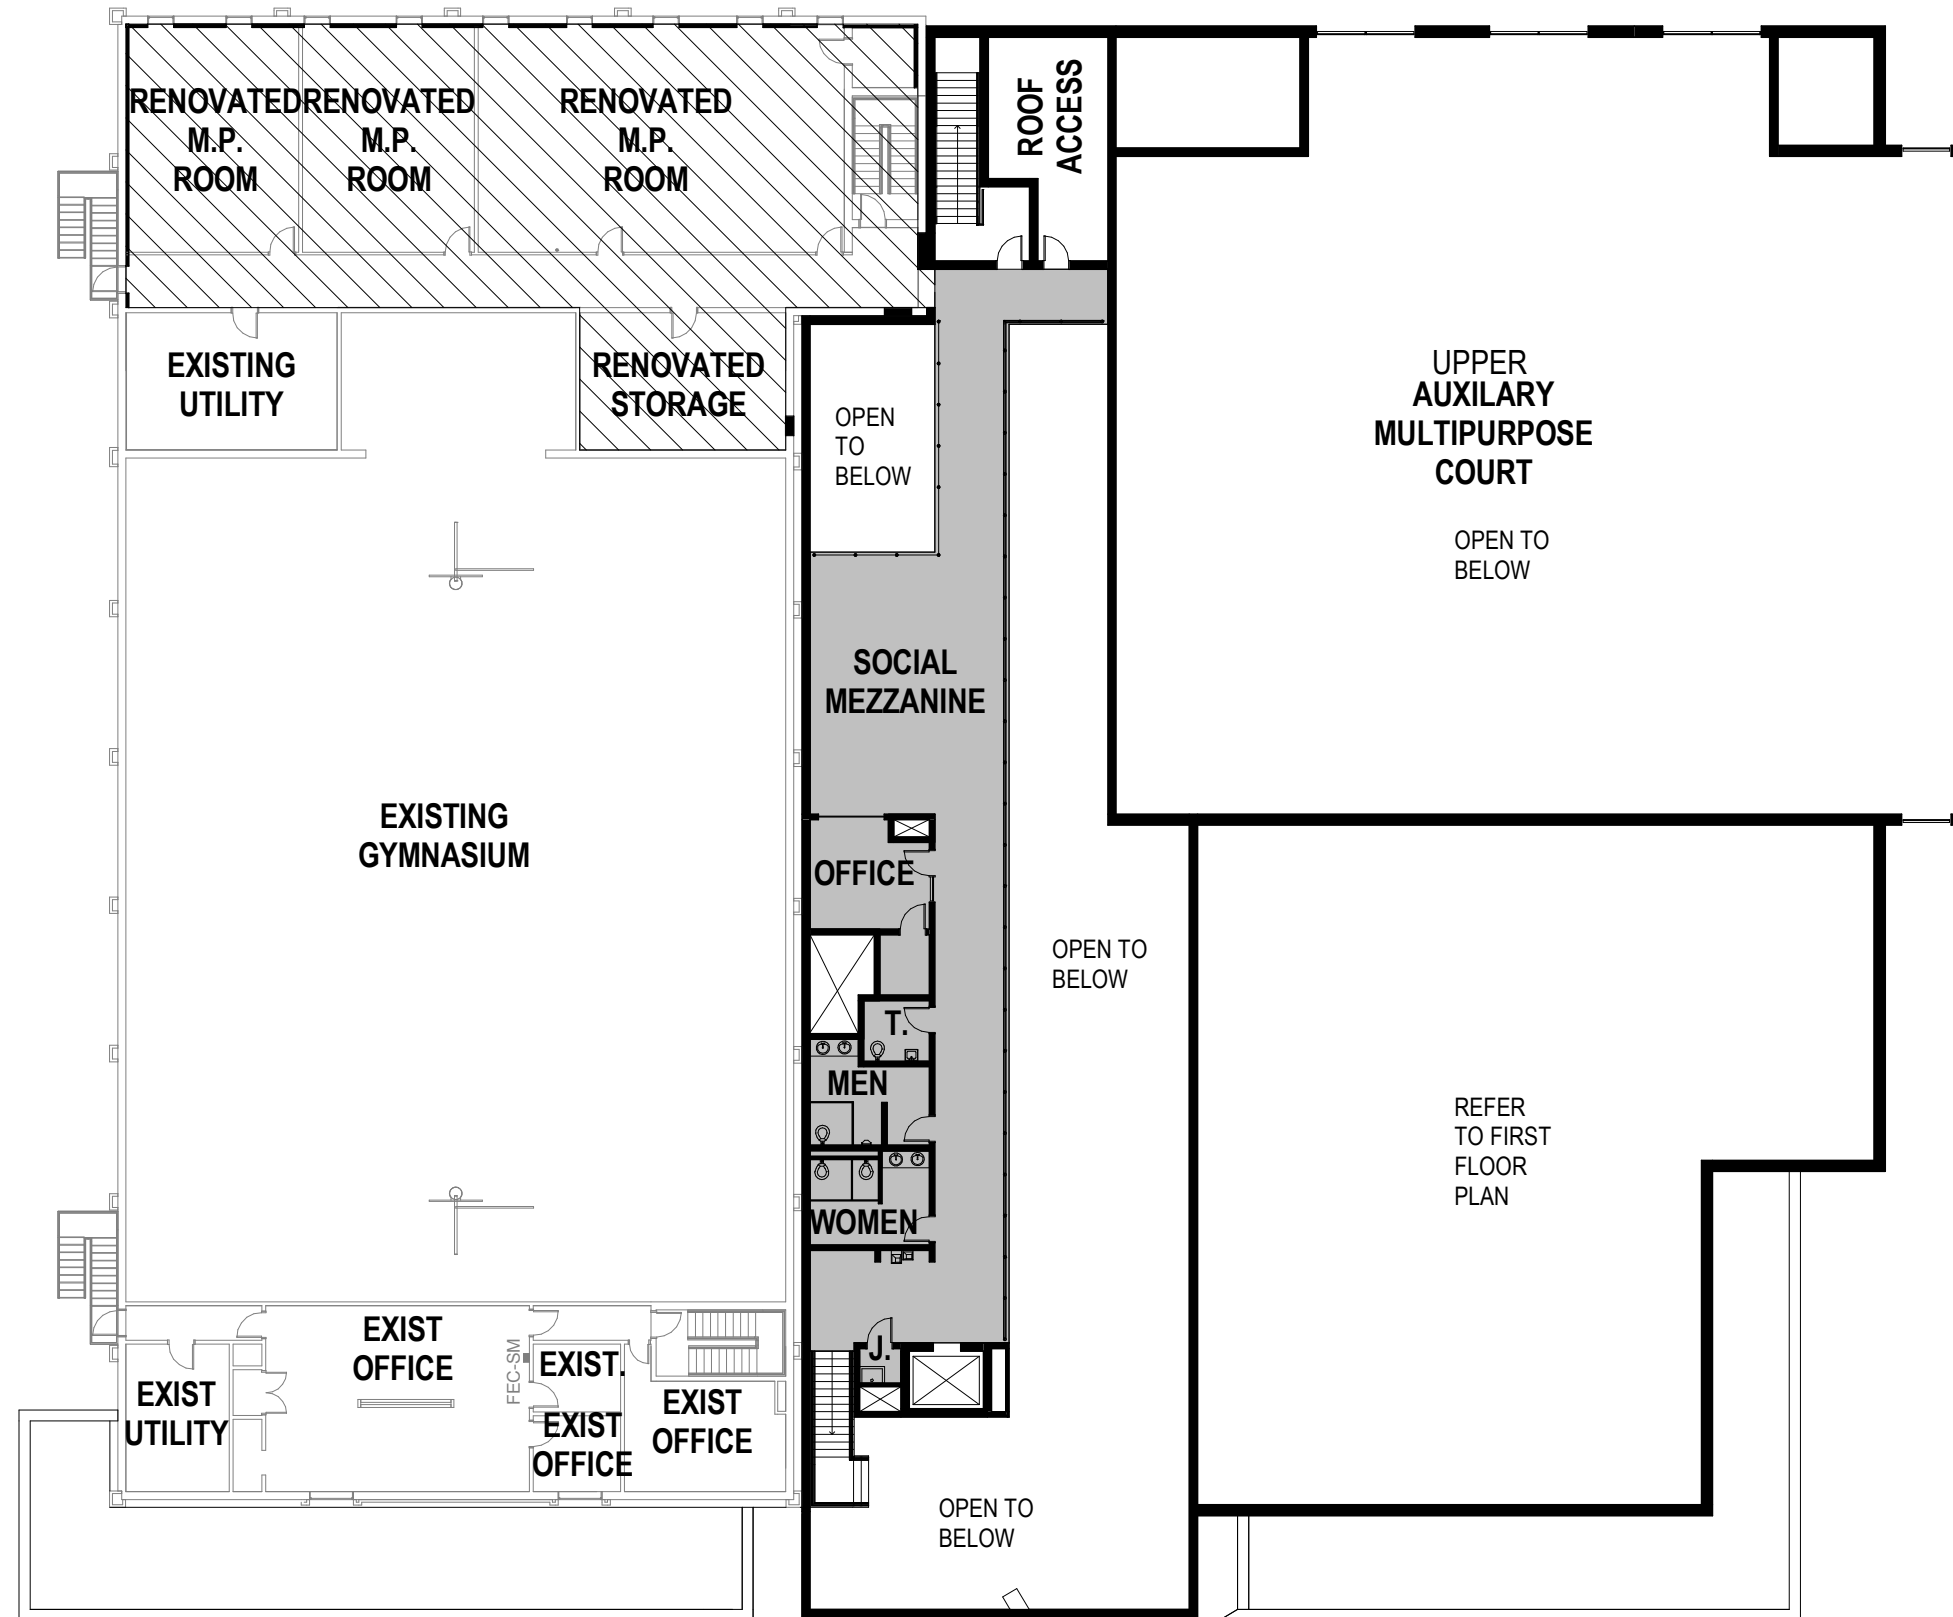 RENOVATED
M.P.
ROOM
RENOVATED
M.P.
ROOM
RENOVATED
M.P.
ROOM
ROOF
ACCESS
EXISTING
UTILITY
RENOVATED
STORAGE
OPEN
TO
BELOW
UPPER
AUXILARY
MULTIPURPOSE
COURT
OPEN TO
BELOW
SOCIAL
MEZZANINE
EXISTING
GYMNASIUM
OFFICE
OPEN TO
BELOW
T.
MEN
WOMEN
REFER
TO FIRST
FLOOR
PLAN
EXIST
OFFICE
FEC-SM
EXIST.
J.
EXIST
UTILITY
EXIST
OFFICE
EXIST
OFFICE
OPEN TO
BELOW